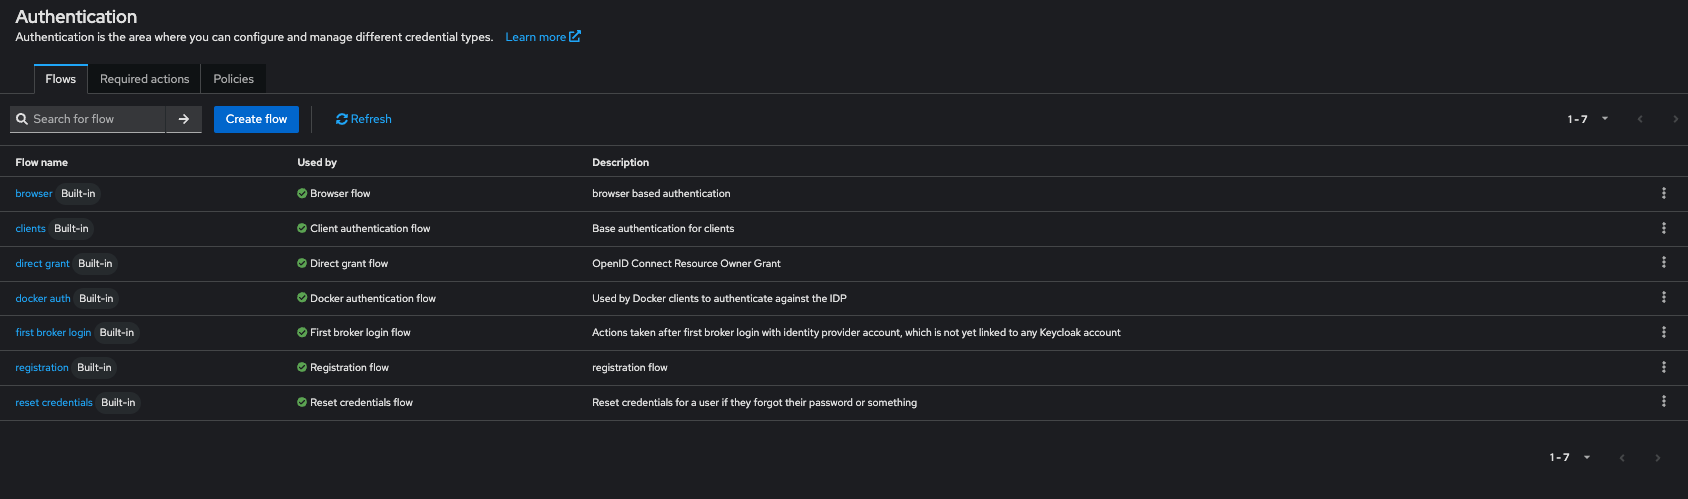 Authentication
Authentication is the area where you can configure and manage different credential types. Learn more
Flows Required actions Policies
Search for flow Create flow Refresh 1 - 7
Flow name Used by Description
browser Built-in Browser flow browser based authentication
clients Built-in Client authentication flow Base authentication for clients
direct grant Built-in Direct grant flow OpenID Connect Resource Owner Grant
docker auth Built-in Docker authentication flow Used by Docker clients to authenticate against the IDP
first broker login Built-in First broker login flow Actions taken after first broker login with identity provider account, which is not yet linked to any Keycloak account
registration Built-in Registration flow registration flow
reset credentials Built-in Reset credentials flow Reset credentials for a user if they forgot their password or something
1 - 7